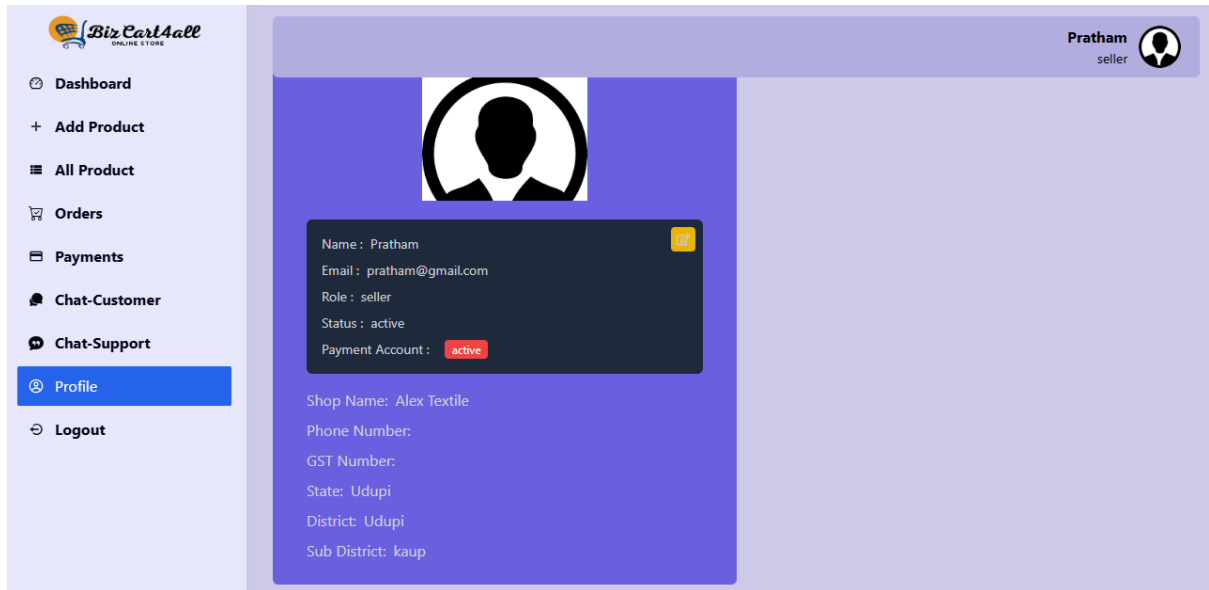 Biz Cart4all
ONLINE STORE
Dashboard
Add Product
All Product
Orders
Payments
Chat-Customer
Chat-Support
Profile
Logout
Pratham
seller
Name : Pratham
Email : pratham@gmail.com
Role : seller
Status : active
Payment Account : active
Shop Name: Alex Textile
Phone Number:
GST Number:
State: Udupi
District: Udupi
Sub District: kaup